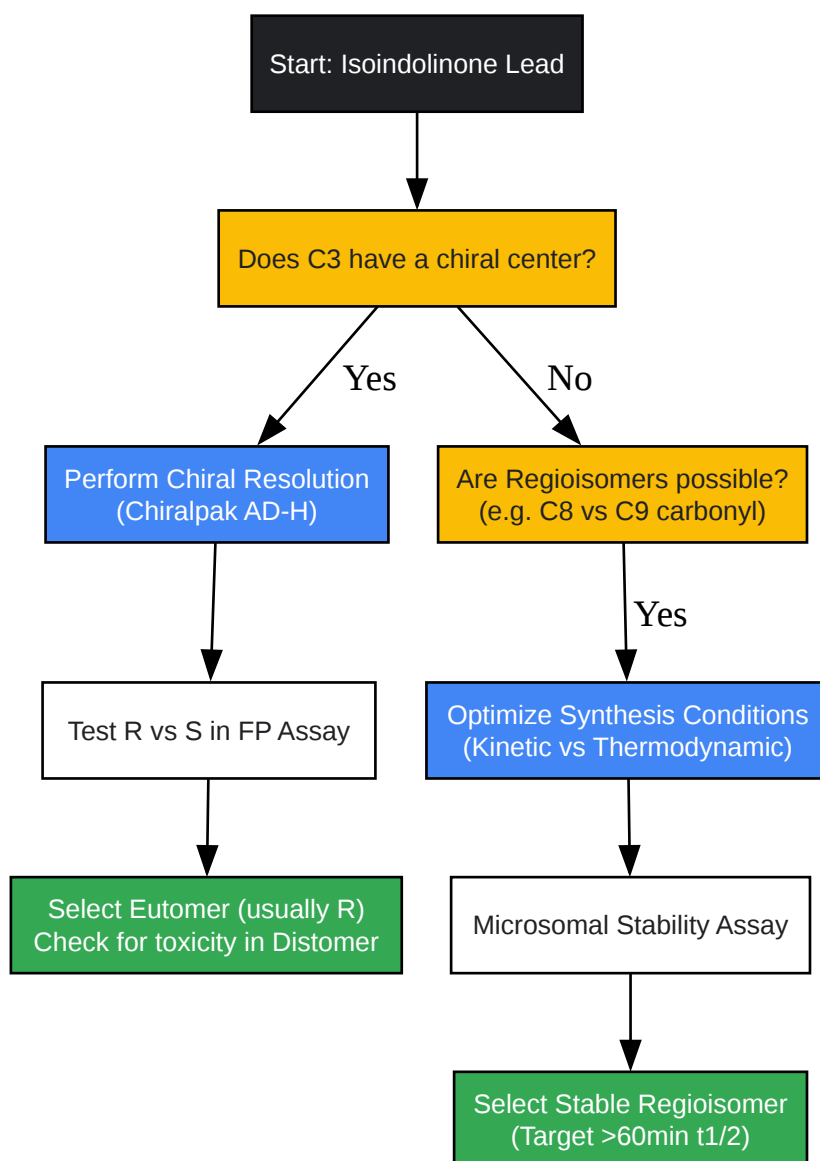 Start: Isoindolinone Lead
Does C3 have a chiral center?
Yes
No
Perform Chiral Resolution
(Chiralpak AD-H)
Are Regioisomers possible?
(e.g. C8 vs C9 carbonyl)
Yes
Test R vs S in FP Assay
Optimize Synthesis Conditions
(Kinetic vs Thermodynamic)
Select Eutomer (usually R)
Check for toxicity in Distomer
Microsomal Stability Assay
Select Stable Regioisomer
(Target >60min t1/2)